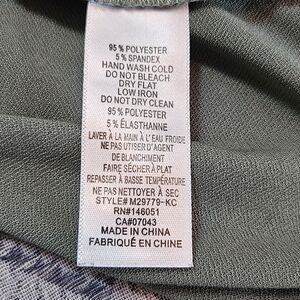 95 % POLYESTER
5 % SPANDEX
HAND WASH COLD
DO NOT BLEACH
DRY FLAT
LOW IRON
DO NOT DRY CLEAN
95 % POLYESTER
5 % ÉLASTHANNE
LAVER À LA MAIN À L'EAU FROIDE
NE PAS UTISER D'AGENT
DE BLANCHIMENT
FAIRE SÉCHER À PLAT
REPASSER À BASSE TEMPÉRATURE
NE PAS NETTOYER À SEC
STYLE# M29779-KC
RN#146051
CA#07043
MADE IN CHINA
FABRIQUÉ EN CHINE